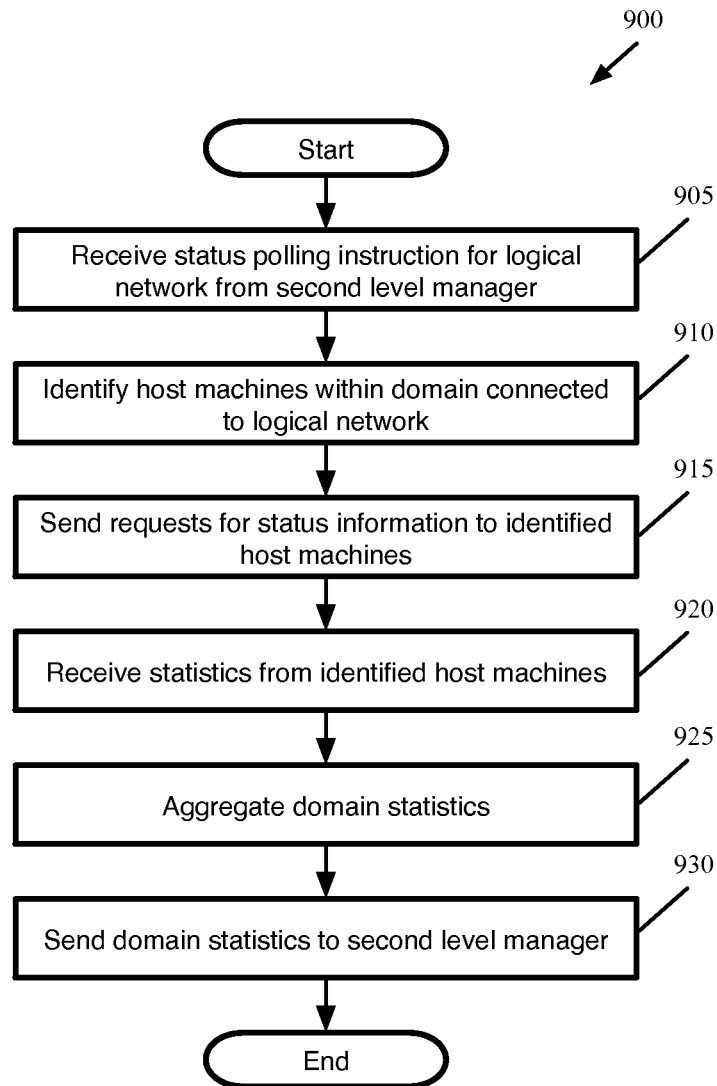 900
Start
905
Receive status polling instruction for logical
network from second level manager
910
Identify host machines within domain connected
to logical network
915
Send requests for status information to identified
host machines
920
Receive statistics from identified host machines
925
Aggregate domain statistics
930
Send domain statistics to second level manager
End